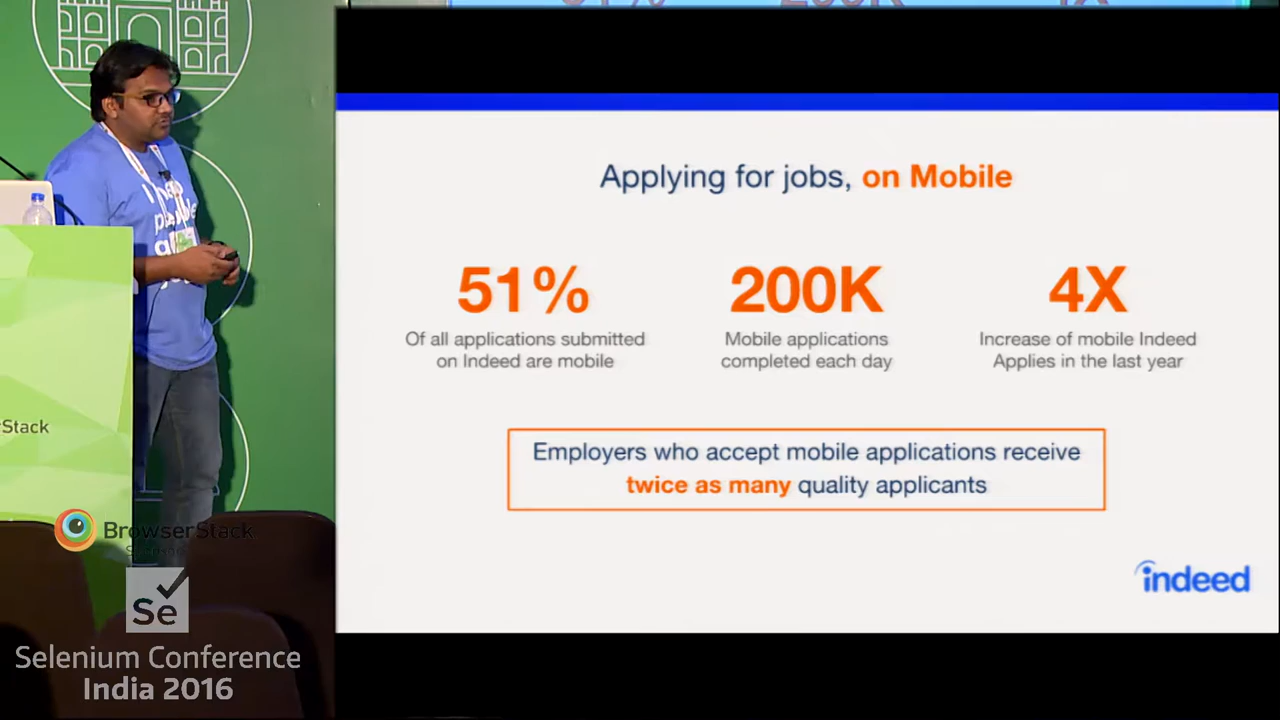 Applying for jobs, on Mobile
51%
Of all applications submitted
on Indeed are mobile
200K
Mobile applications
completed each day
4X
Increase of mobile Indeed
Applies in the last year
Employers who accept mobile applications receive
twice as many quality applicants
indeed
I help
rStack
BrowserStack
Se
Selenium Conference
India 2016